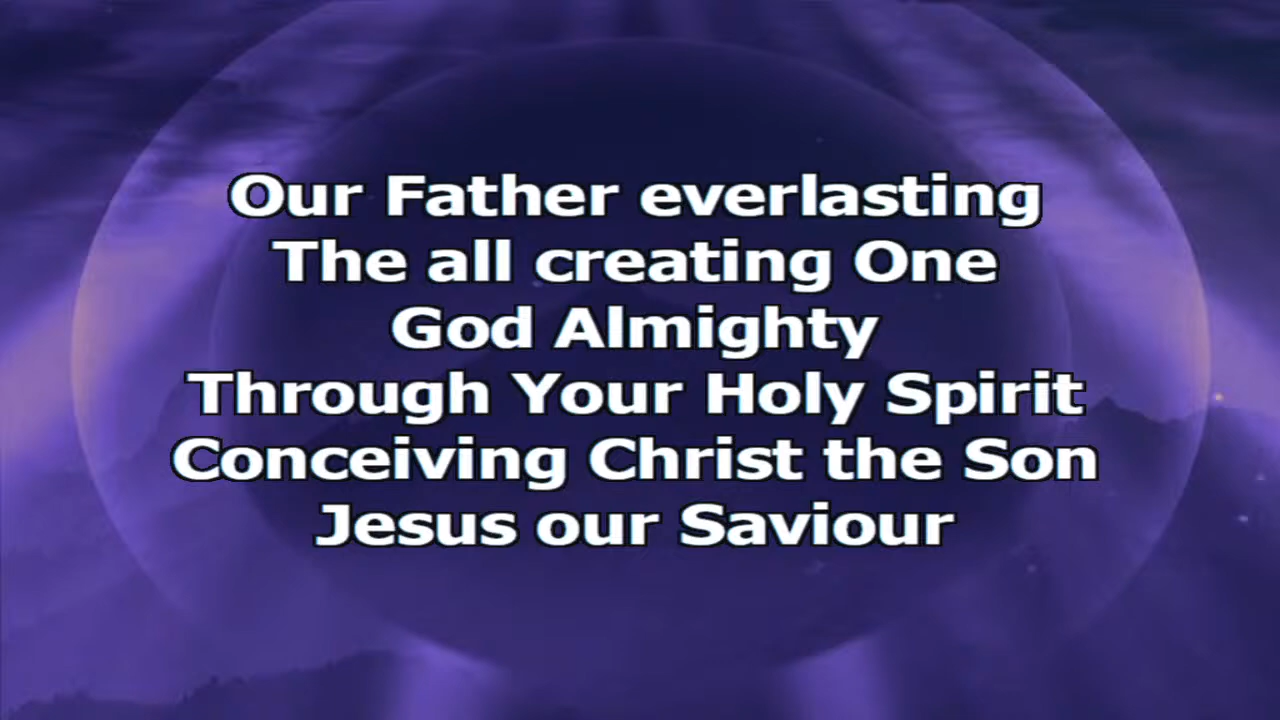 Our Father everlasting
The all creating One
God Almighty
Through Your Holy Spirit
Conceiving Christ the Son
Jesus our Saviour